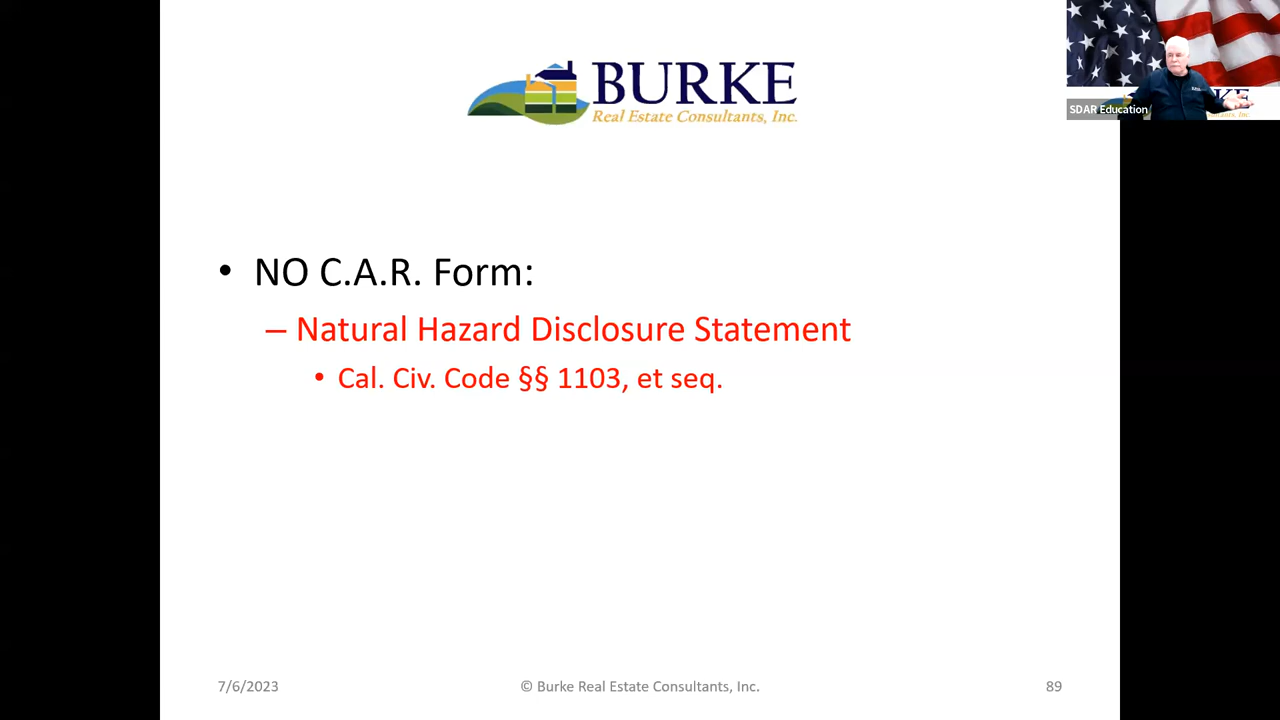 BURKE
Real Estate Consultants, Inc.
SDAR Education
• NO C.A.R. Form:
– Natural Hazard Disclosure Statement
• Cal. Civ. Code §§ 1103, et seq.
7/6/2023
© Burke Real Estate Consultants, Inc.
89